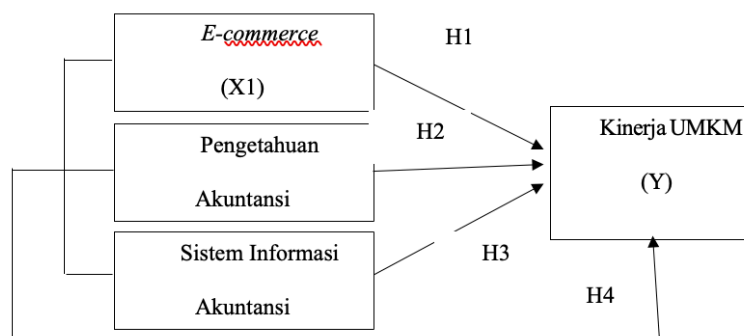 E-commerce
(X1)
H1
H2
Pengetahuan
Akuntansi
Kinerja UMKM
(Y)
Sistem Informasi
Akuntansi
H3
H4